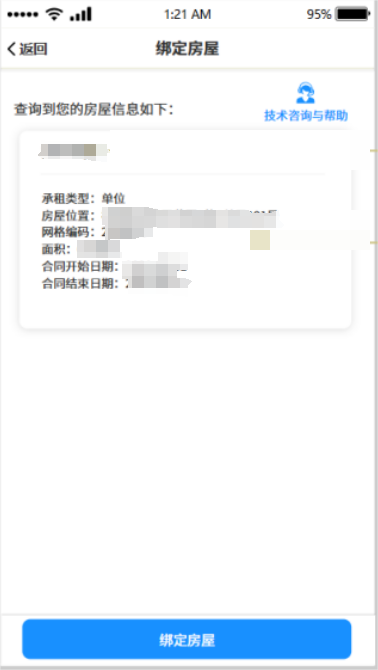 1:21 AM
95%
返回
绑定房屋
查询到您的房屋信息如下：
技术咨询与帮助
承租类型：单位
房屋位置：
网格编码：2
面积：
合同开始日期：
合同结束日期：
绑定房屋